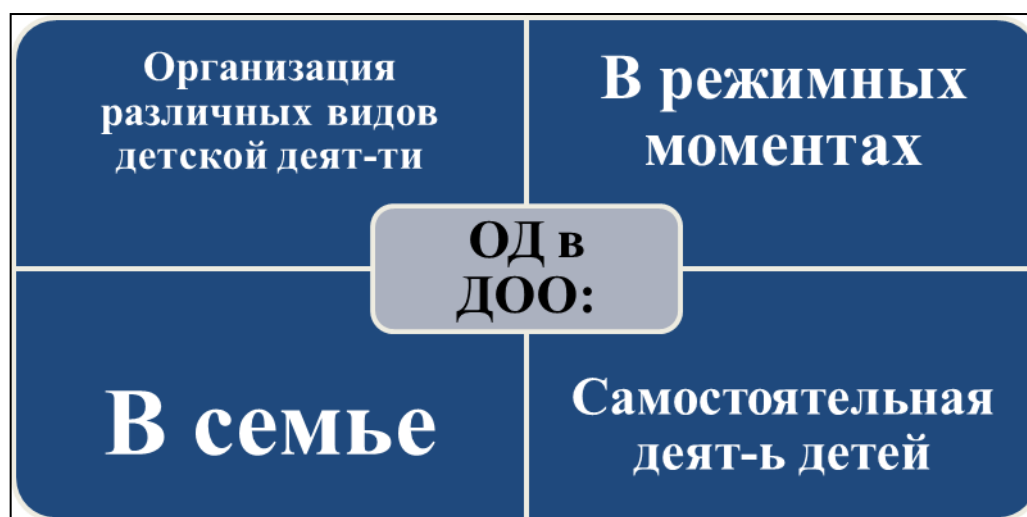 Организация
различных видов
детской деят-ти
В режимных
моментах
ОД в
ДОО:
В семье
Самостоятельная
деят-ь детей